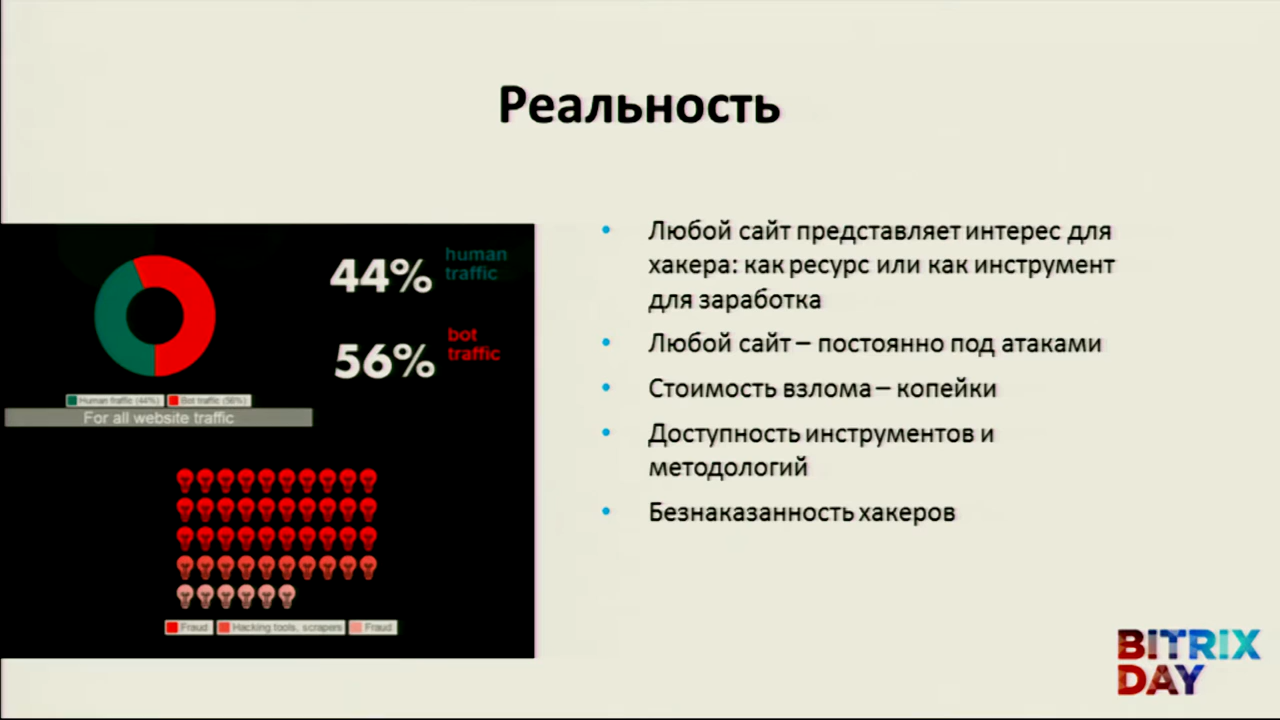 Реальность
44%
human
traffic
56%
bot
traffic
Human traffic (44%)
Bot traffic (56%)
For all website traffic
Fraud
Hacking tools, scrapers
Fraud
Любой сайт представляет интерес для
хакера: как ресурс или как инструмент
для заработка
Любой сайт – постоянно под атаками
Стоимость взлома – копейки
Доступность инструментов и
методологий
Безнаказанность хакеров
BITRIX
DAY